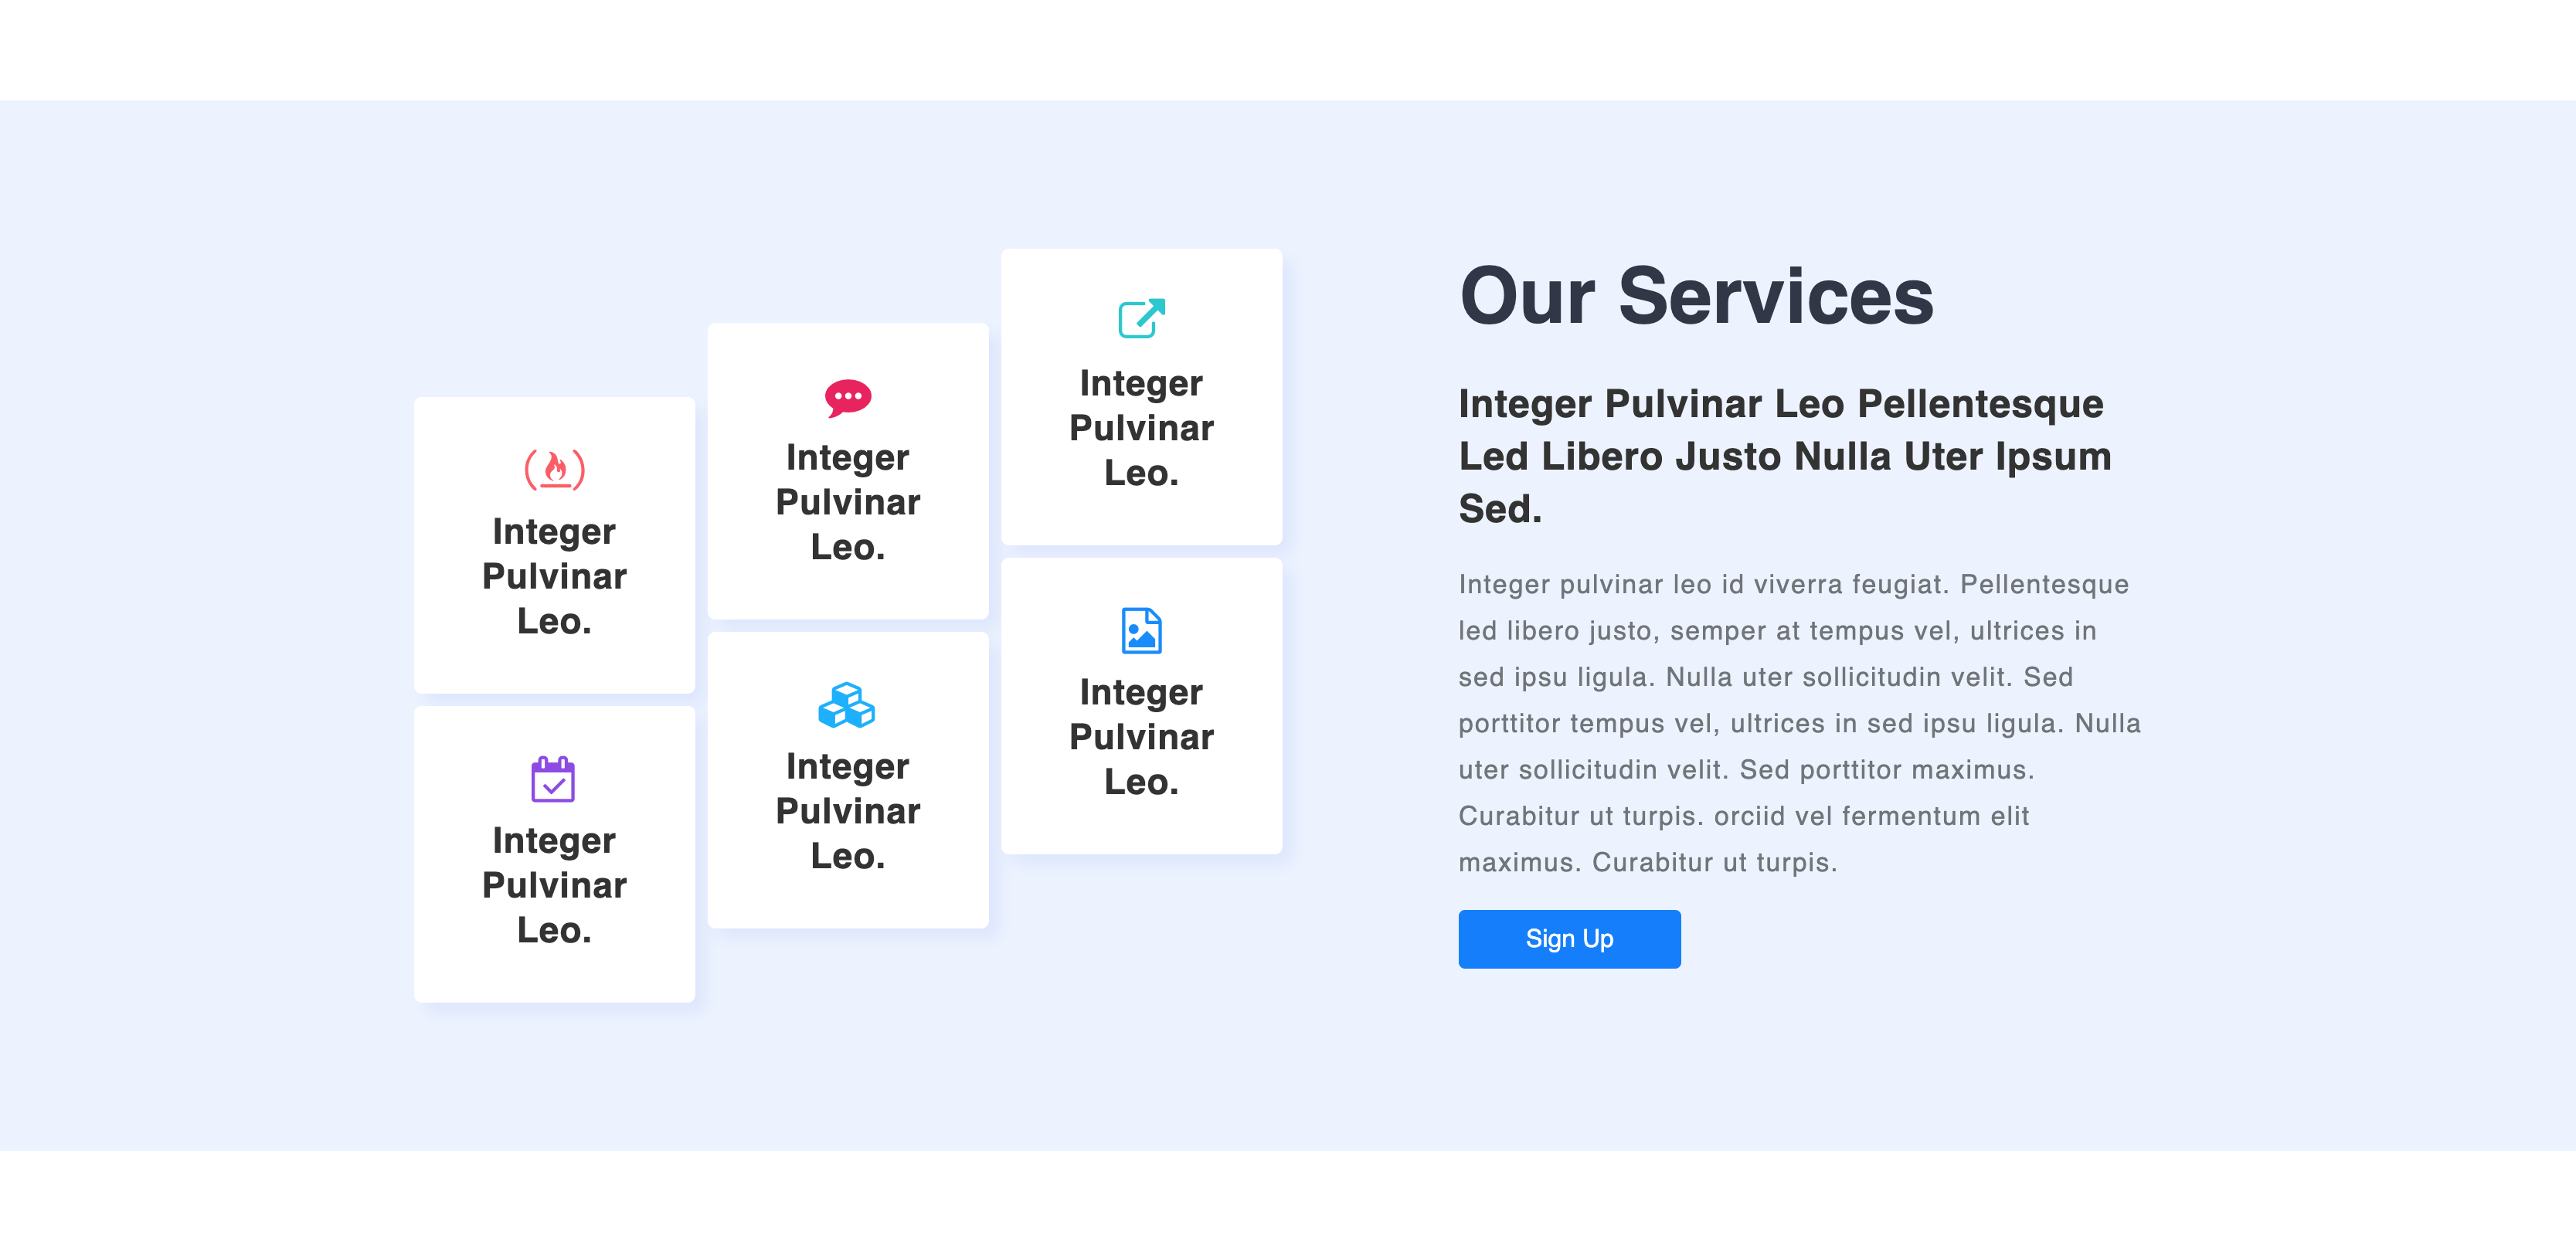 Integer
Pulvinar
Leo.
Integer
Pulvinar
Leo.
Integer
Pulvinar
Leo.
Integer
Pulvinar
Leo.
Integer
Pulvinar
Leo.
Integer
Pulvinar
Leo.
Our Services
Integer Pulvinar Leo Pellentesque
Led Libero Justo Nulla Uter Ipsum
Sed.
Integer pulvinar leo id viverra feugiat. Pellentesque
led libero justo, semper at tempus vel, ultrices in
sed ipsu ligula. Nulla uter sollicitudin velit. Sed
porttitor tempus vel, ultrices in sed ipsu ligula. Nulla
uter sollicitudin velit. Sed porttitor maximus.
Curabitur ut turpis. orciid vel fermentum elit
maximus. Curabitur ut turpis.
Sign Up